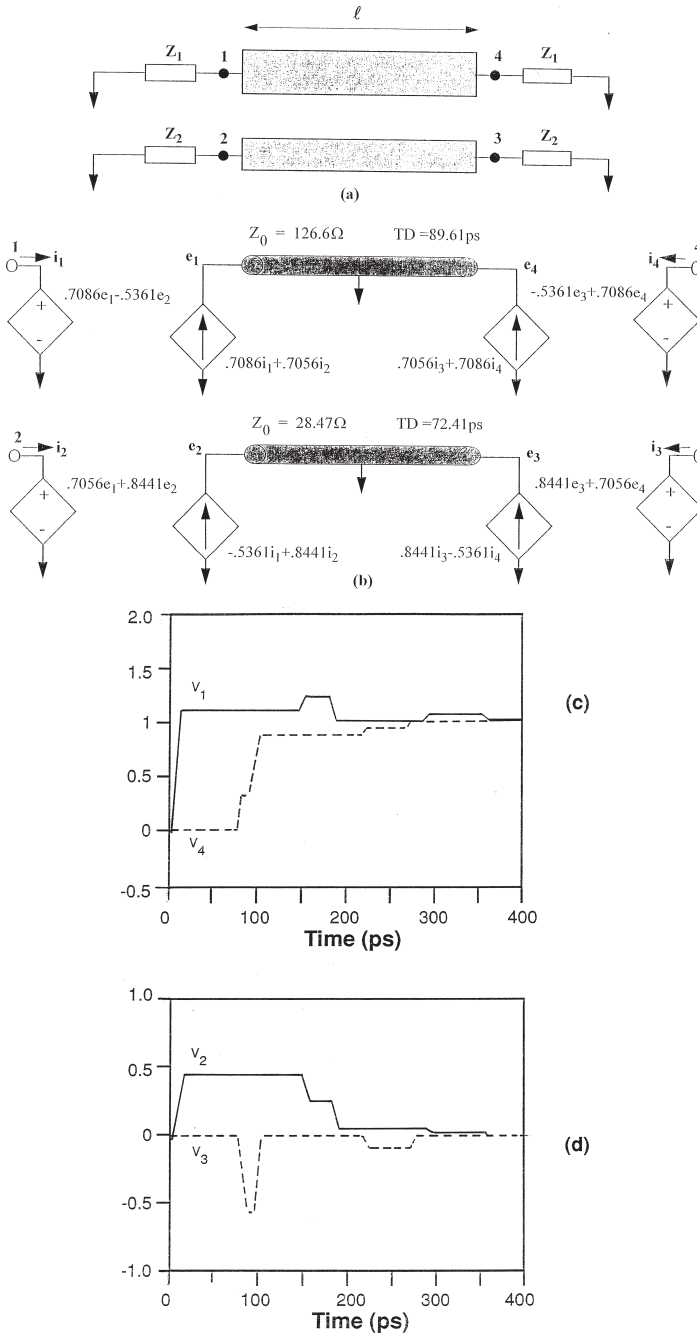 ℓ
Z1 1 4 Z1
Z2 2 3 Z2
(a)
Z0 = 126.6Ω TD =89.61ps
1 i1 e1 e4 i4
.7086e1-.5361e2 -.5361e3+.7086e4
+ +
- -
.7086i1+.7056i2 .7056i3+.7086i4
Z0 = 28.47Ω TD =72.41ps
2 i2 e2 e3 i3
.7056e1+.8441e2 .8441e3+.7056e4
+ +
- -
-.5361i1+.8441i2 .8441i3-.5361i4
(b)
2.0
1.5
V1
(c)
1
0.5
0
V4
-0.5
0 100 200 300 400
Time (ps)
1.0
V2
0.5
0
V3
(d)
-0.5
-1.0
0 100 200 300 400
Time (ps)